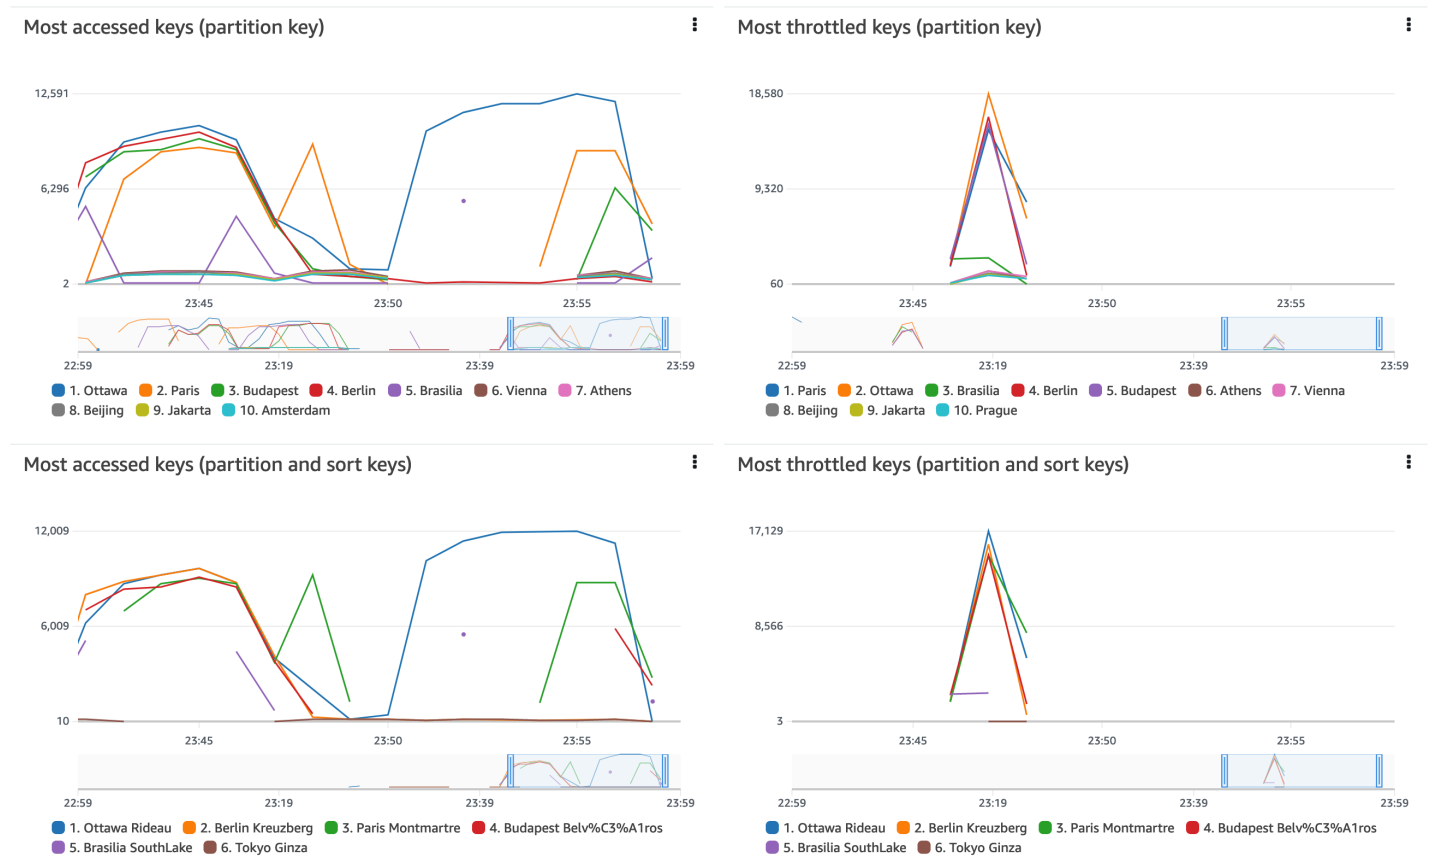 Most accessed keys (partition key)
12,591
6,296
2
23:45 23:50 23:55
22:59 23:19 23:39 23:59
1. Ottawa 2. Paris 3. Budapest 4. Berlin 5. Brasilia 6. Vienna 7. Athens
8. Beijing 9. Jakarta 10. Amsterdam
Most throttled keys (partition key)
18,580
9,320
60
23:45 23:50 23:55
22:59 23:19 23:39 23:59
1. Paris 2. Ottawa 3. Brasilia 4. Berlin 5. Budapest 6. Athens 7. Vienna
8. Beijing 9. Jakarta 10. Prague
Most accessed keys (partition and sort keys)
12,009
6,009
10
23:45 23:50 23:55
22:59 23:19 23:39 23:59
1. Ottawa Rideau 2. Berlin Kreuzberg 3. Paris Montmartre 4. Budapest Belv%C3%A1ros
5. Brasilia SouthLake 6. Tokyo Ginza
Most throttled keys (partition and sort keys)
17,129
8,566
3
23:45 23:50 23:55
22:59 23:19 23:39 23:59
1. Ottawa Rideau 2. Berlin Kreuzberg 3. Paris Montmartre 4. Budapest Belv%C3%A1ros
5. Brasilia SouthLake 6. Tokyo Ginza